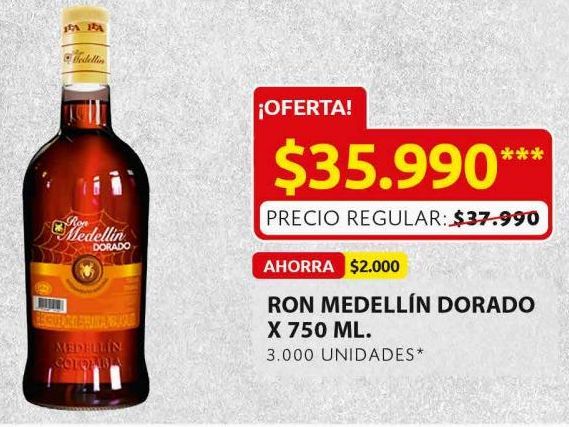 Medellín
Ron
Medellín
DORADO
MEDELLÍN
COLOMBIA
¡OFERTA!
$35.990***
PRECIO REGULAR: $37.990
AHORRA $2.000
RON MEDELLÍN DORADO
X 750 ML.
3.000 UNIDADES*